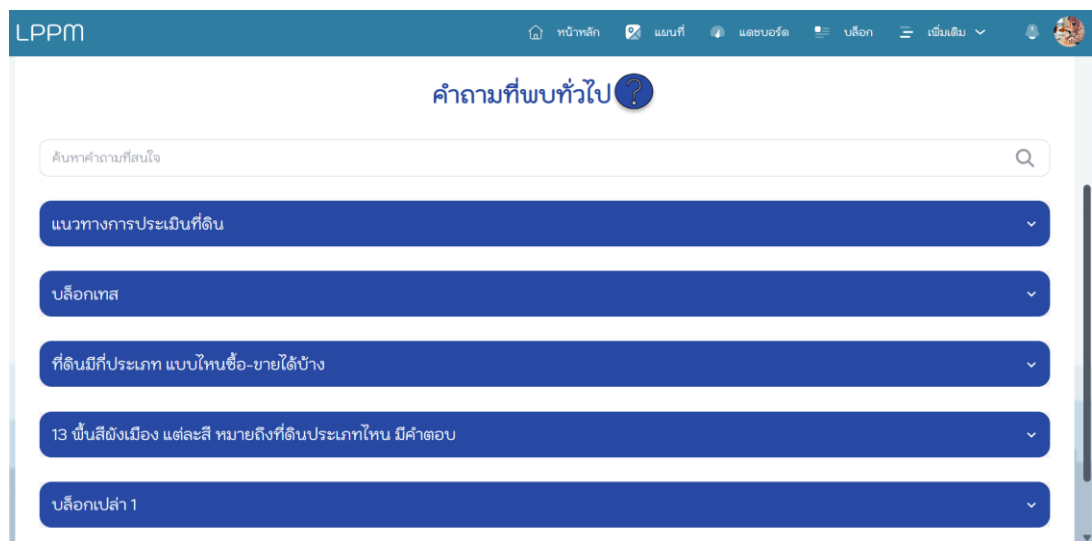 LPPM
หน้าหลัก แผนที่ แดชบอร์ด บล็อก เพิ่มเติม
คำถามที่พบทั่วไป
ค้นหาคำถามที่สนใจ
แนวทางการประเมินที่ดิน
บล็อกเทส
ที่ดินมีกี่ประเภท แบบไหนซื้อ-ขายได้บ้าง
13 พื้นสีผังเมือง แต่ละสี หมายถึงที่ดินประเภทไหน มีคำตอบ
บล็อกเปล่า 1